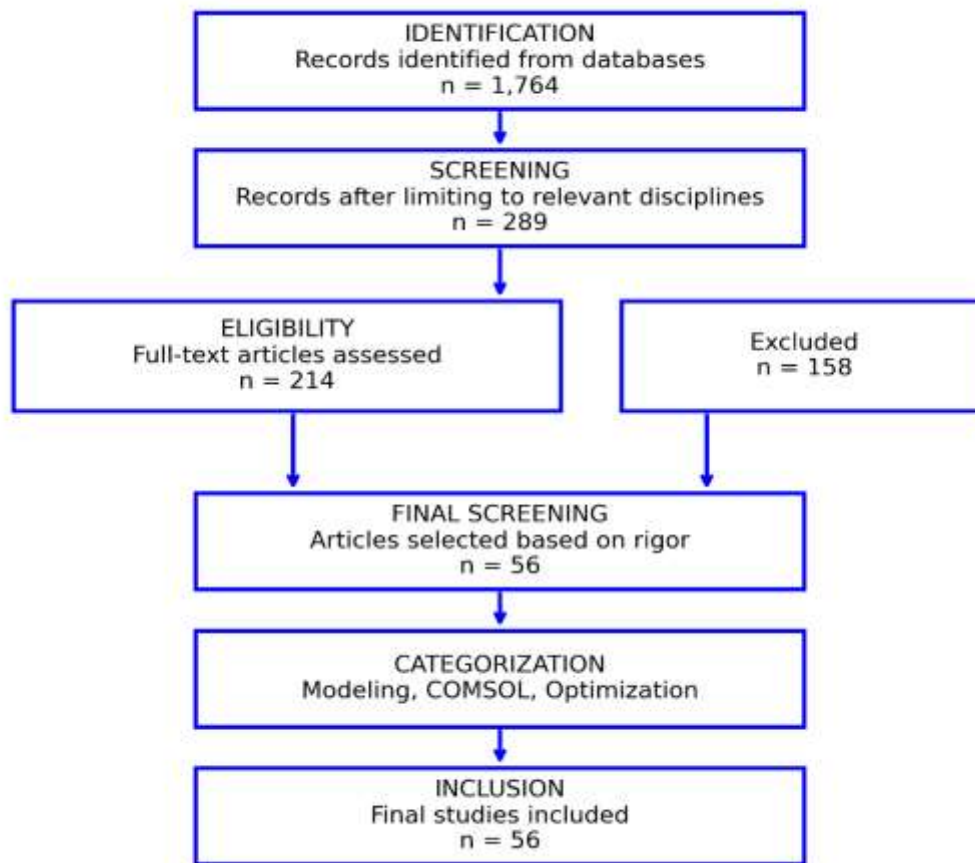 IDENTIFICATION
Records identified from databases
n = 1,764
SCREENING
Records after limiting to relevant disciplines
n = 289
ELIGIBILITY
Full-text articles assessed
n = 214
Excluded
n = 158
FINAL SCREENING
Articles selected based on rigor
n = 56
CATEGORIZATION
Modeling, COMSOL, Optimization
INCLUSION
Final studies included
n = 56